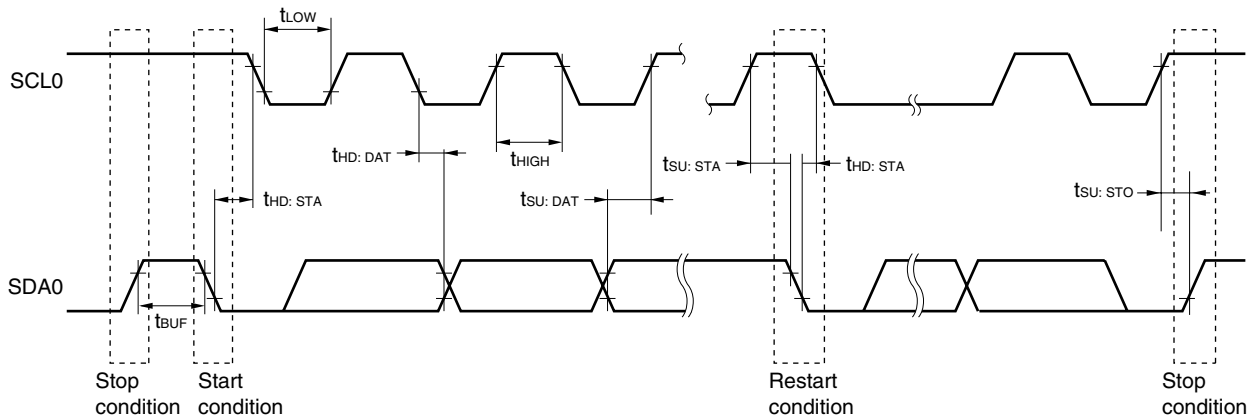 tLOW
SCL0
tHD: DAT
tHIGH
tSU: STA
tHD: STA
tHD: STA
tSU: DAT
tSU: STO
SDA0
tBUF
Stop
condition
Start
condition
Restart
condition
Stop
condition